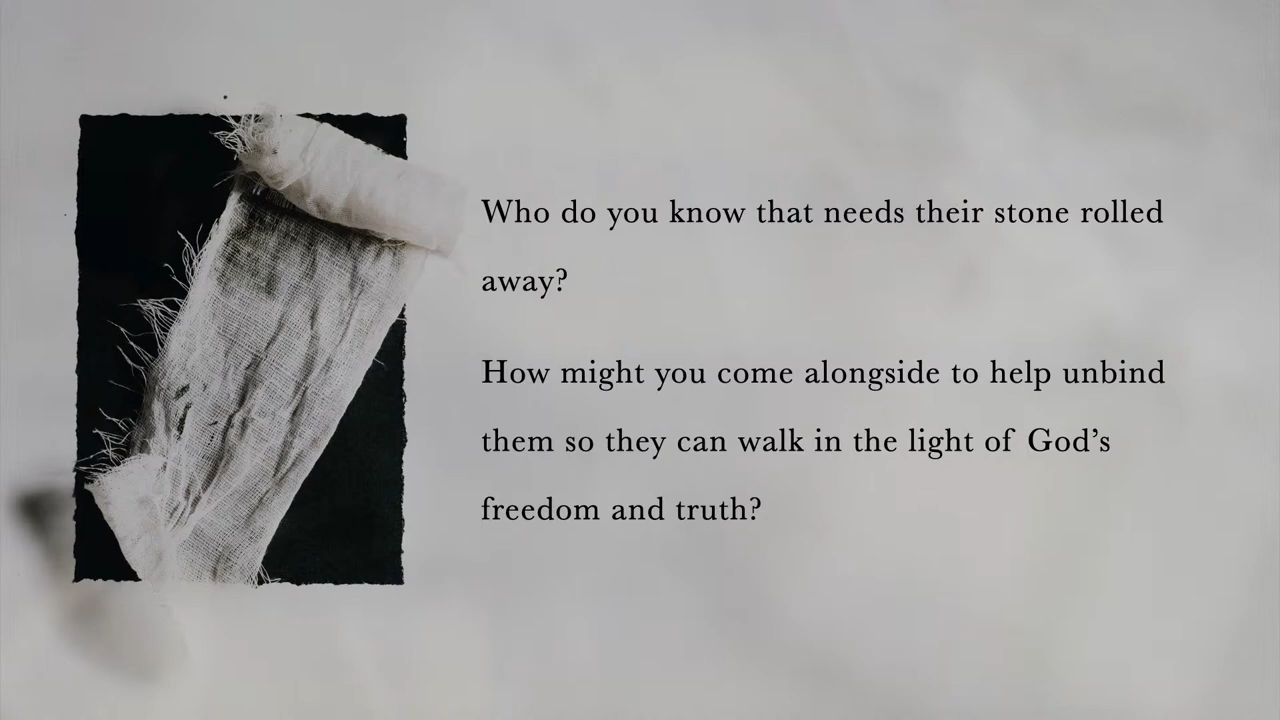 Who do you know that needs their stone rolled
away?
How might you come alongside to help unbind
them so they can walk in the light of God’s
freedom and truth?